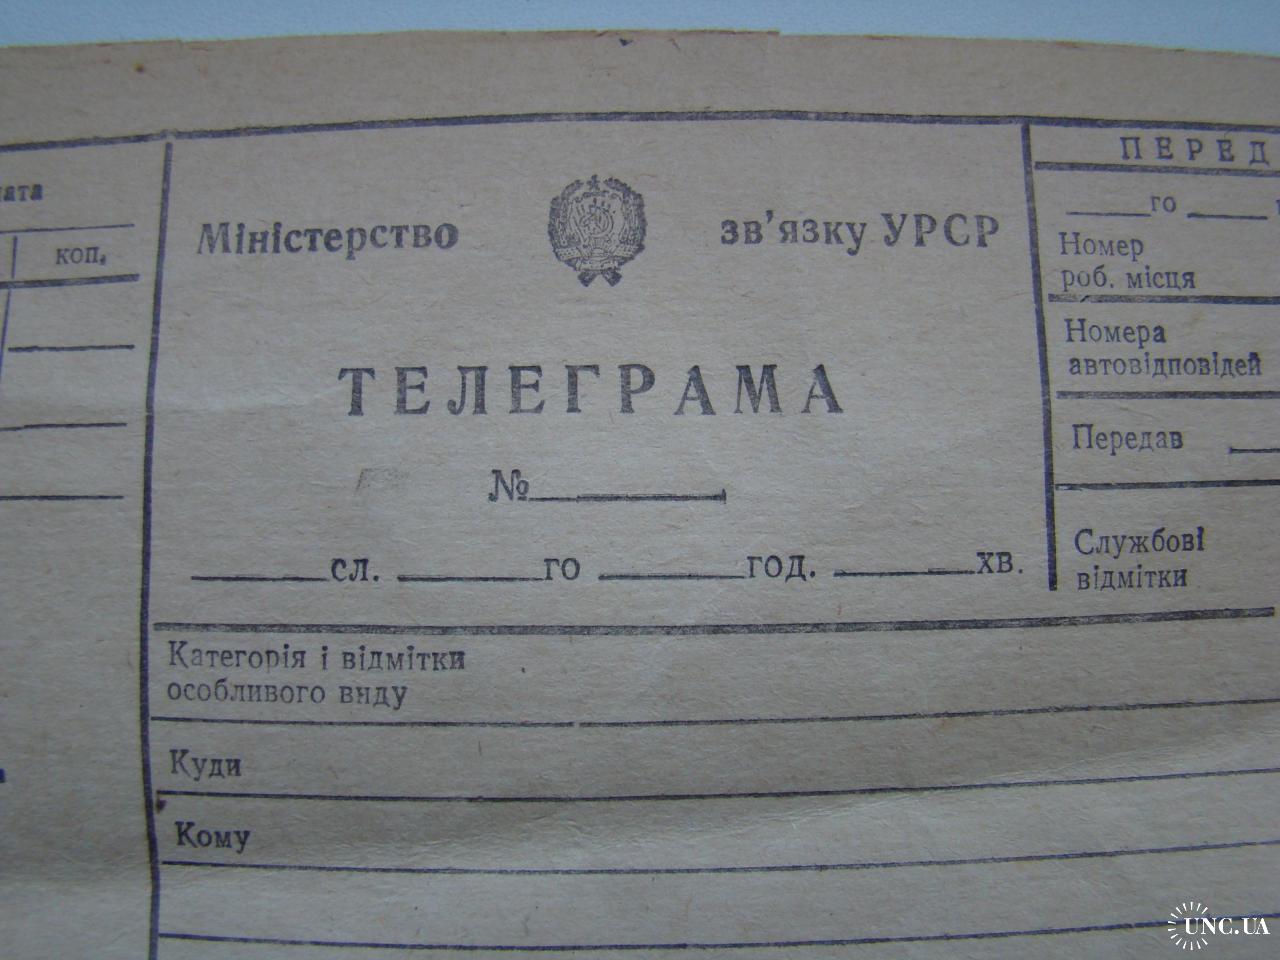 коп.
Міністерство зв'язку УРСР
ТЕЛЕГРАМА
№
сл. го год. хв.
Категорія і відмітки
особливого виду
Куди
Кому
ПЕРЕД
го
Номер
роб. місця
Номера
автовідповідей
Передав
Службові
відмітки
UNC.UA